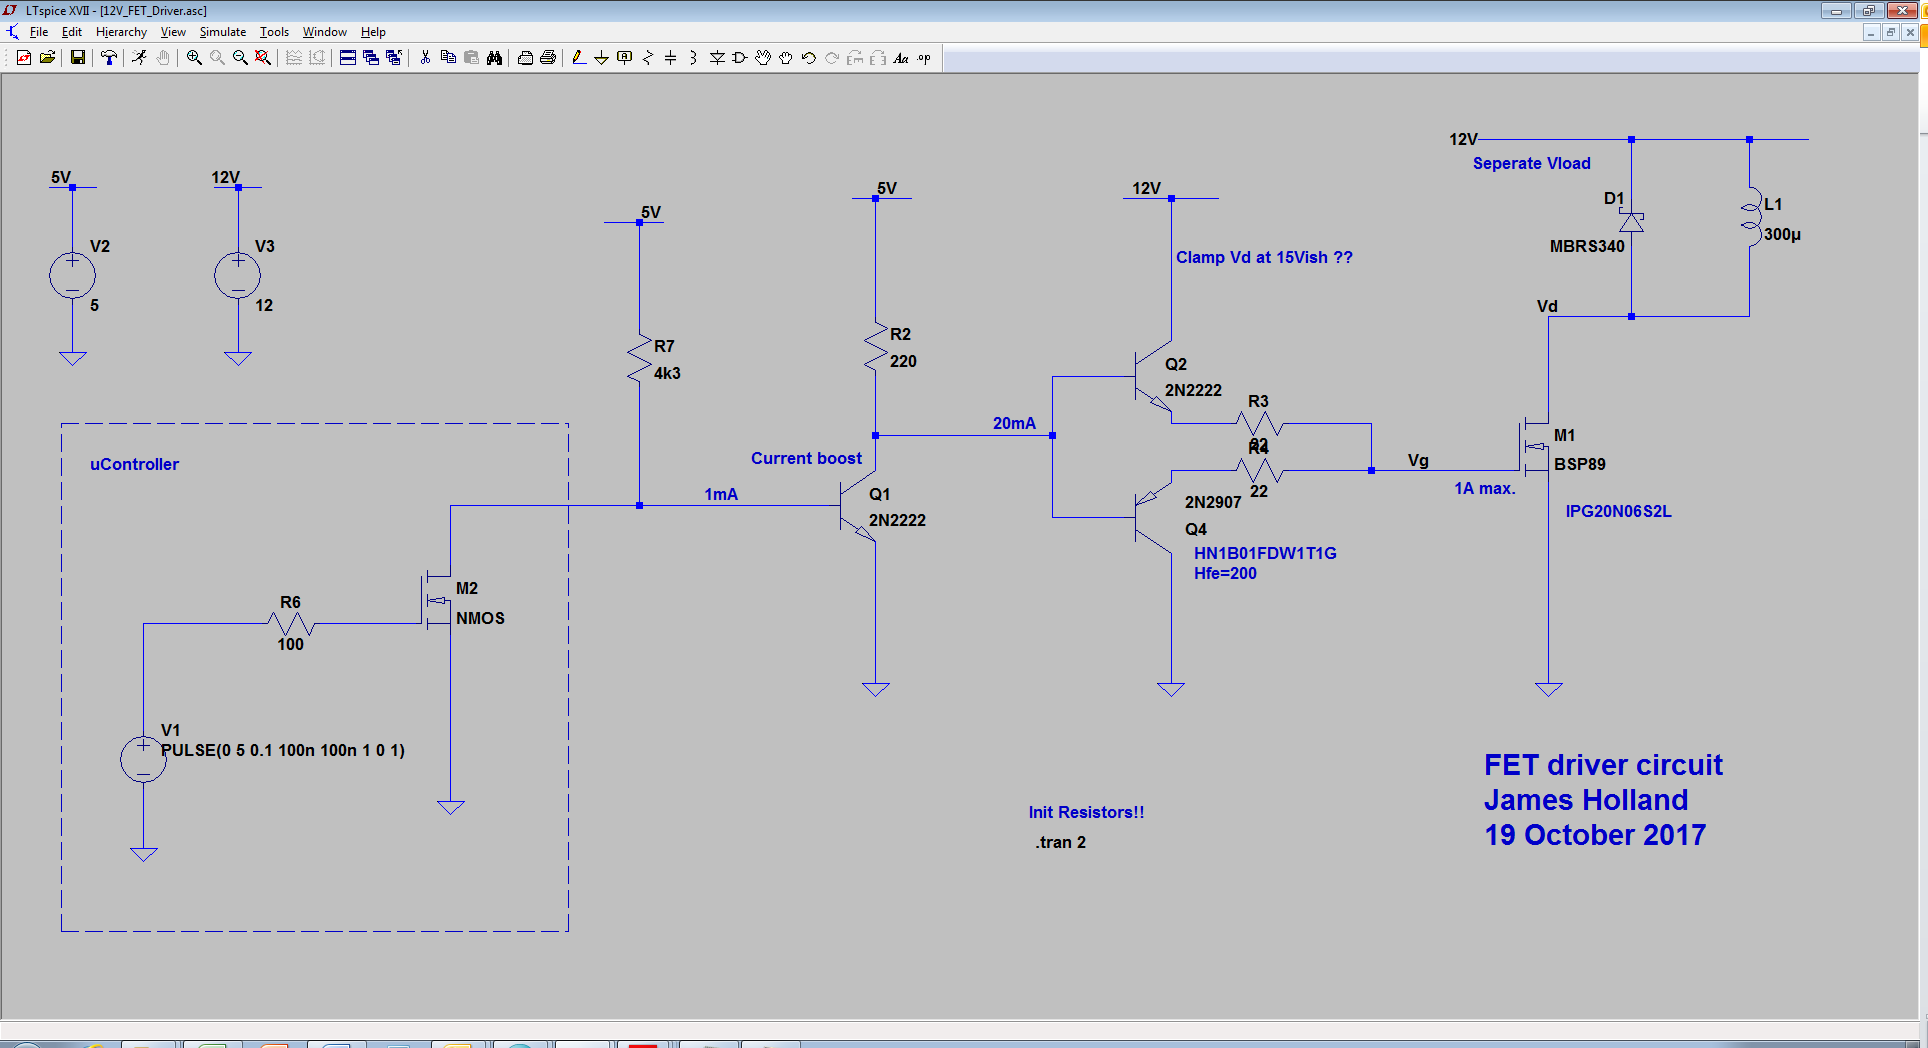 LTspice XVII - [12V_FET_Driver.asc]
File Edit Hierarchy View Simulate Tools Window Help
12V
Seperate Vload
5V
12V
5V
12V
5V
D1
L1
300µ
MBRS340
V2
V3
5
12
Clamp Vd at 15Vish ??
Vd
R7
4k3
R2
220
Q2
2N2222
R3
22
20mA
R4
22
Vg
M1
BSP89
1A max.
IPG20N06S2L
uController
Current boost
1mA
Q1
2N2222
2N2907
Q4
HN1B01FDW1T1G
Hfe=200
M2
NMOS
R6
100
V1
PULSE(0 5 0.1 100n 100n 1 0 1)
Init Resistors!!
.tran 2
FET driver circuit
James Holland
19 October 2017